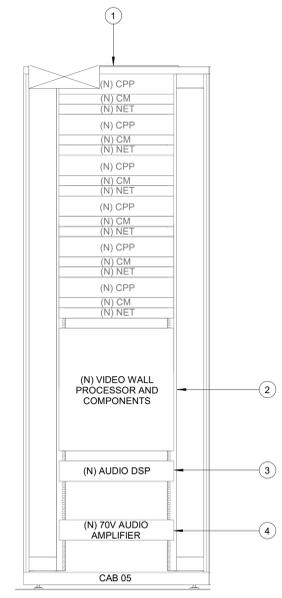 1
(N) CPP
(N) CM
(N) NET
(N) CPP
(N) CM
(N) NET
(N) CPP
(N) CM
(N) NET
(N) CPP
(N) CM
(N) NET
(N) CPP
(N) CM
(N) NET
(N) CPP
(N) CM
(N) NET
(N) VIDEO WALL
PROCESSOR AND
COMPONENTS
2
(N) AUDIO DSP
3
(N) 70V AUDIO
AMPLIFIER
4
CAB 05